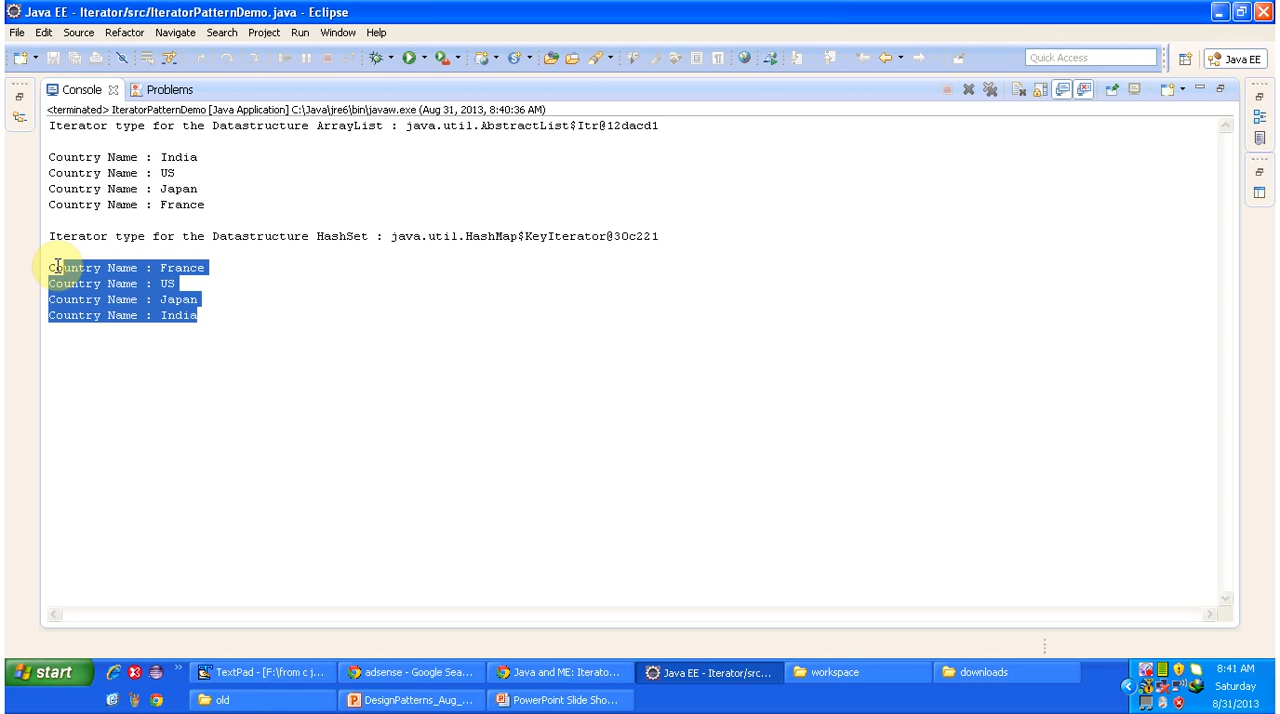 Java EE - Iterator/src/IteratorPatternDemo.java - Eclipse
File Edit Source Refactor Navigate Search Project Run Window Help
Quick Access Java EE
Console Problems
<terminated> IteratorPatternDemo [Java Application] C:\Java\jre6\bin\javaw.exe (Aug 31, 2013, 8:40:36 AM)
Iterator type for the Datastructure ArrayList : java.util.AbstractList$Itr@12dacd1
Country Name : India
Country Name : US
Country Name : Japan
Country Name : France
Iterator type for the Datastructure HashSet : java.util.HashMap$KeyIterator@30c221
Country Name : France
Country Name : US
Country Name : Japan
Country Name : India
start TextPad - [F:\from c j... adsense - Google Sea... Java and ME: Iterato... Java EE - Iterator/src... workspace downloads 8:41 AM
Saturday
old DesignPatterns_Aug_... PowerPoint Slide Sho... 8/31/2013